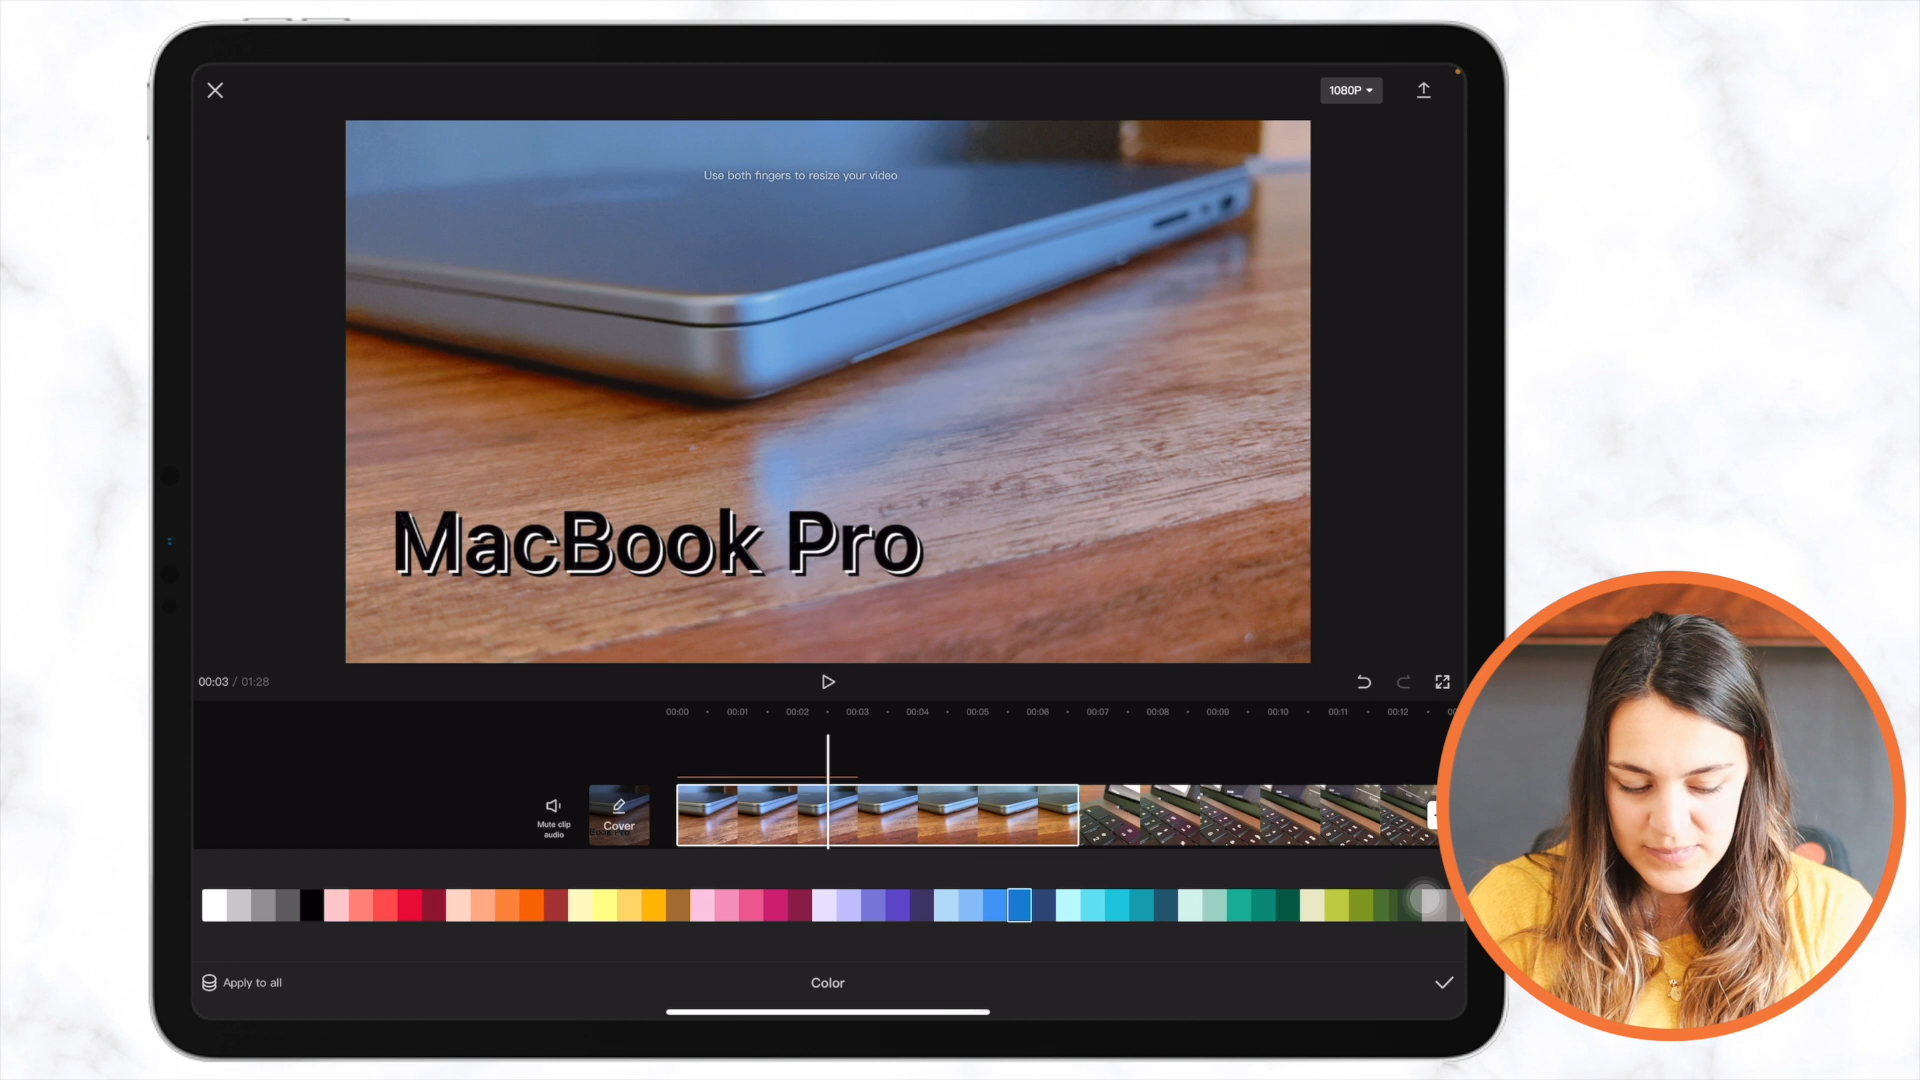 1080P
Use both fingers to resize your video
MacBook Pro
00:03 / 01:28
00:00 00:01 00:02 00:03 00:04 00:05 00:06 00:07 00:08 00:09 00:10 00:11 00:12
Mute clip
audio
Cover
Apply to all
Color